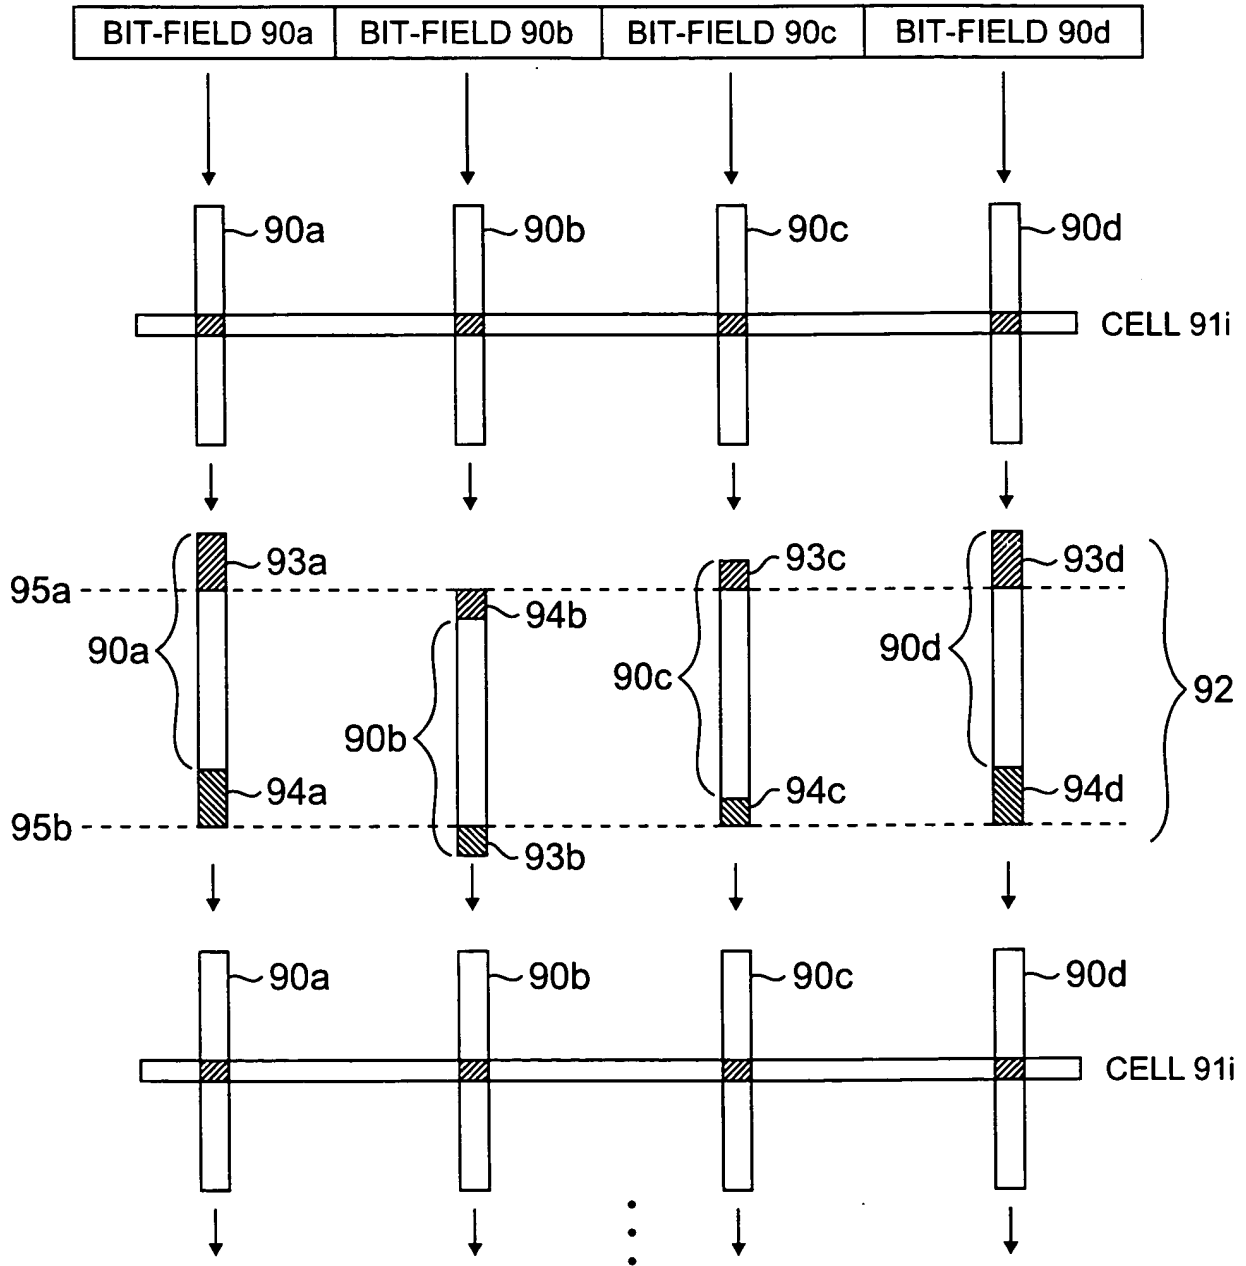 BIT-FIELD 90a BIT-FIELD 90b BIT-FIELD 90c BIT-FIELD 90d
90a 90b 90c 90d
CELL 91i
93a 93c 93d
95a
94b
90a 90c 90d
92
90b
94a 94c 94d
95b
93b
90a 90b 90c 90d
CELL 91i